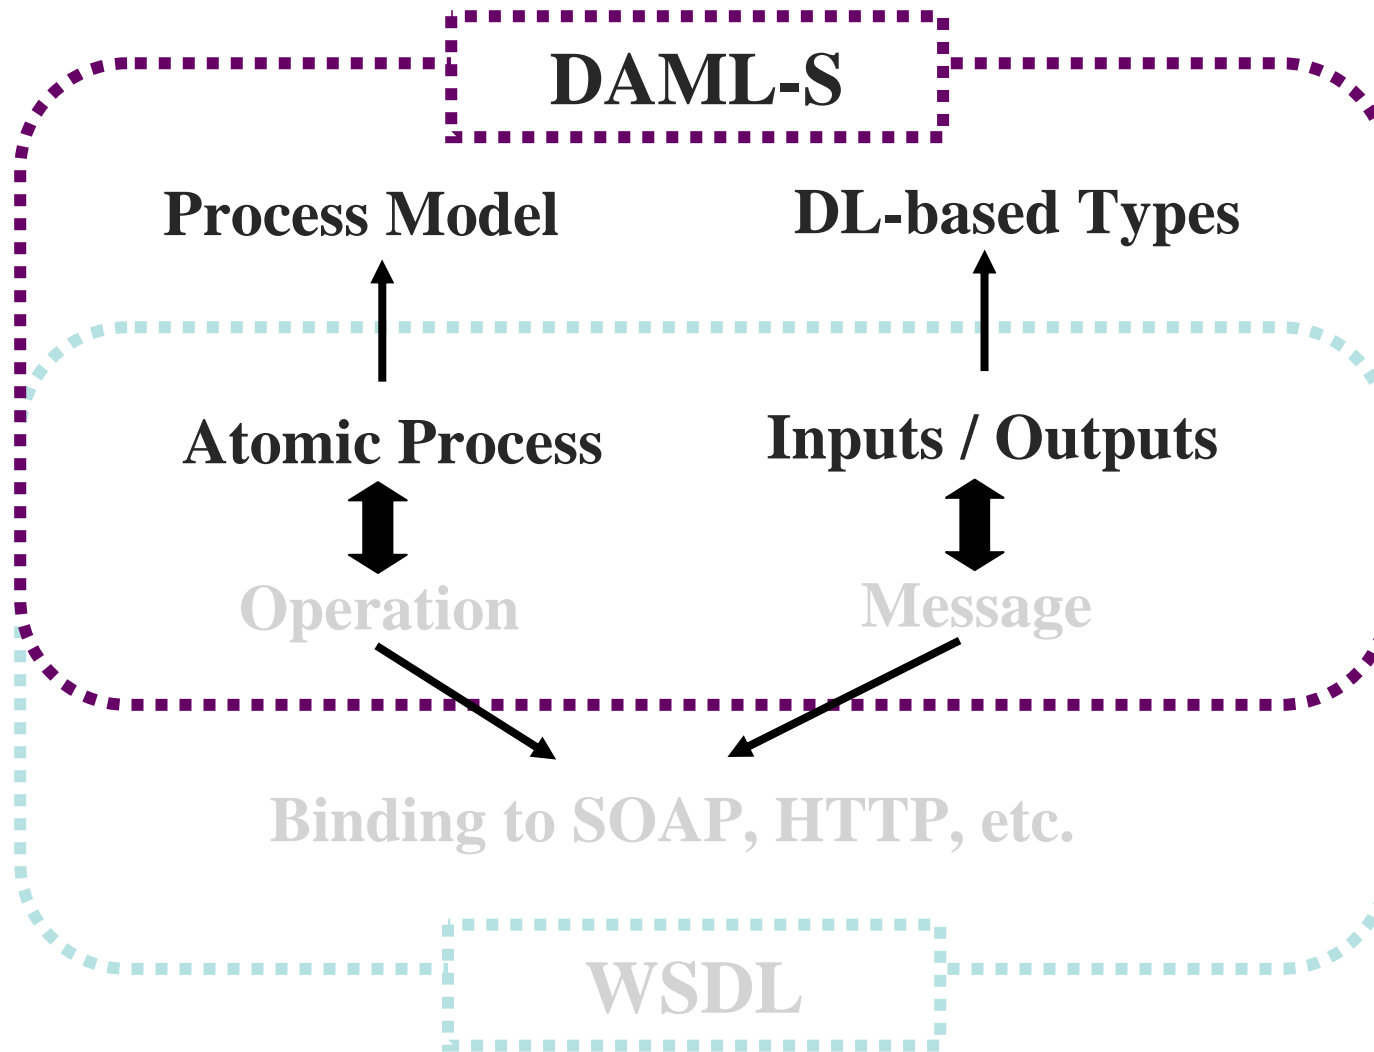 DAML-S
Process Model
DL-based Types
Atomic Process
Inputs / Outputs
Operation
Message
Binding to SOAP, HTTP, etc.
WSDL